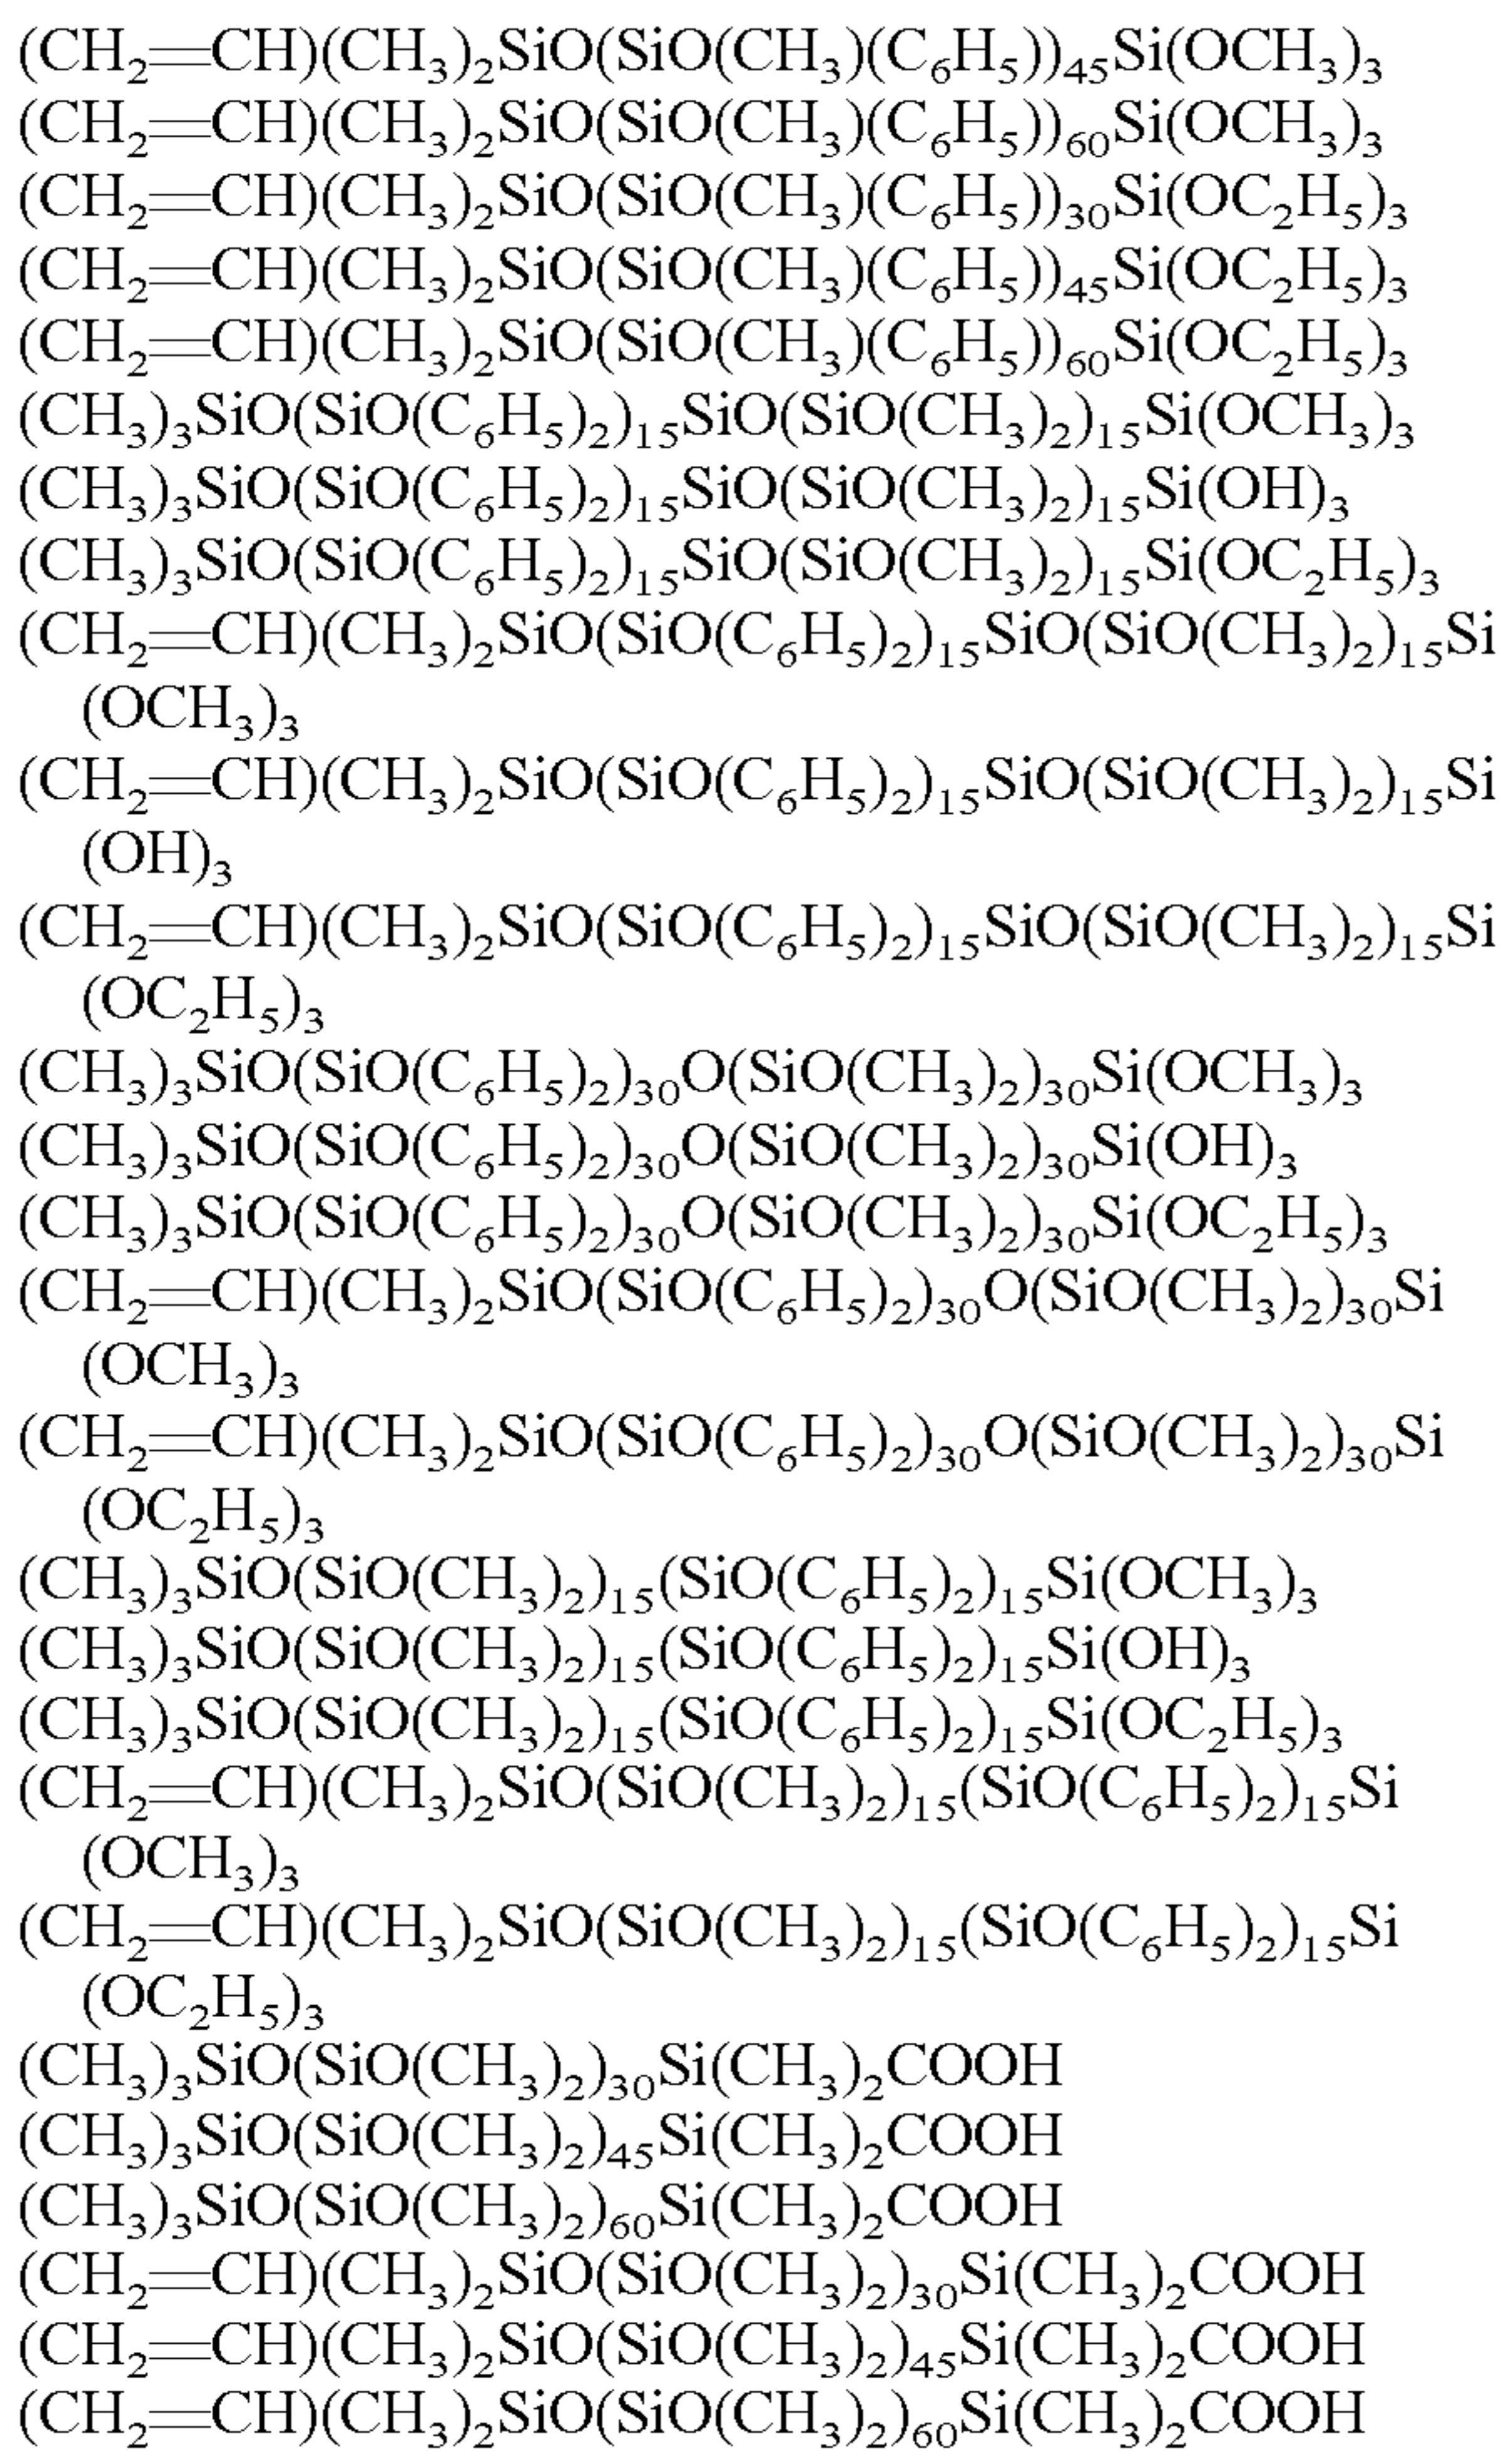 (CH₂═CH)(CH₃)₂SiO(SiO(CH₃)(C₆H₅))₄₅Si(OCH₃)₃
(CH₂═CH)(CH₃)₂SiO(SiO(CH₃)(C₆H₅))₆₀Si(OCH₃)₃
(CH₂═CH)(CH₃)₂SiO(SiO(CH₃)(C₆H₅))₃₀Si(OC₂H₅)₃
(CH₂═CH)(CH₃)₂SiO(SiO(CH₃)(C₆H₅))₄₅Si(OC₂H₅)₃
(CH₂═CH)(CH₃)₂SiO(SiO(CH₃)(C₆H₅))₆₀Si(OC₂H₅)₃
(CH₃)₃SiO(SiO(C₆H₅)₂)₁₅SiO(SiO(CH₃)₂)₁₅Si(OCH₃)₃
(CH₃)₃SiO(SiO(C₆H₅)₂)₁₅SiO(SiO(CH₃)₂)₁₅Si(OH)₃
(CH₃)₃SiO(SiO(C₆H₅)₂)₁₅SiO(SiO(CH₃)₂)₁₅Si(OC₂H₅)₃
(CH₂═CH)(CH₃)₂SiO(SiO(C₆H₅)₂)₁₅SiO(SiO(CH₃)₂)₁₅Si
(OCH₃)₃
(CH₂═CH)(CH₃)₂SiO(SiO(C₆H₅)₂)₁₅SiO(SiO(CH₃)₂)₁₅Si
(OH)₃
(CH₂═CH)(CH₃)₂SiO(SiO(C₆H₅)₂)₁₅SiO(SiO(CH₃)₂)₁₅Si
(OC₂H₅)₃
(CH₃)₃SiO(SiO(C₆H₅)₂)₃₀O(SiO(CH₃)₂)₃₀Si(OCH₃)₃
(CH₃)₃SiO(SiO(C₆H₅)₂)₃₀O(SiO(CH₃)₂)₃₀Si(OH)₃
(CH₃)₃SiO(SiO(C₆H₅)₂)₃₀O(SiO(CH₃)₂)₃₀Si(OC₂H₅)₃
(CH₂═CH)(CH₃)₂SiO(SiO(C₆H₅)₂)₃₀O(SiO(CH₃)₂)₃₀Si
(OCH₃)₃
(CH₂═CH)(CH₃)₂SiO(SiO(C₆H₅)₂)₃₀O(SiO(CH₃)₂)₃₀Si
(OC₂H₅)₃
(CH₃)₃SiO(SiO(CH₃)₂)₁₅(SiO(C₆H₅)₂)₁₅Si(OCH₃)₃
(CH₃)₃SiO(SiO(CH₃)₂)₁₅(SiO(C₆H₅)₂)₁₅Si(OH)₃
(CH₃)₃SiO(SiO(CH₃)₂)₁₅(SiO(C₆H₅)₂)₁₅Si(OC₂H₅)₃
(CH₂═CH)(CH₃)₂SiO(SiO(CH₃)₂)₁₅(SiO(C₆H₅)₂)₁₅Si
(OCH₃)₃
(CH₂═CH)(CH₃)₂SiO(SiO(CH₃)₂)₁₅(SiO(C₆H₅)₂)₁₅Si
(OC₂H₅)₃
(CH₃)₃SiO(SiO(CH₃)₂)₃₀Si(CH₃)₂COOH
(CH₃)₃SiO(SiO(CH₃)₂)₄₅Si(CH₃)₂COOH
(CH₃)₃SiO(SiO(CH₃)₂)₆₀Si(CH₃)₂COOH
(CH₂═CH)(CH₃)₂SiO(SiO(CH₃)₂)₃₀Si(CH₃)₂COOH
(CH₂═CH)(CH₃)₂SiO(SiO(CH₃)₂)₄₅Si(CH₃)₂COOH
(CH₂═CH)(CH₃)₂SiO(SiO(CH₃)₂)₆₀Si(CH₃)₂COOH